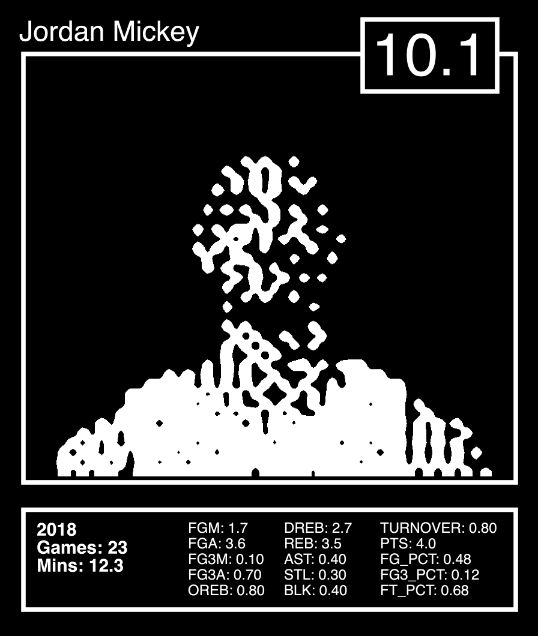 Jordan Mickey
10.1
2018
Games: 23
Mins: 12.3
FGM: 1.7
FGA: 3.6
FG3M: 0.10
FG3A: 0.70
OREB: 0.80
DREB: 2.7
REB: 3.5
AST: 0.40
STL: 0.30
BLK: 0.40
TURNOVER: 0.80
PTS: 4.0
FG_PCT: 0.48
FG3_PCT: 0.12
FT_PCT: 0.68